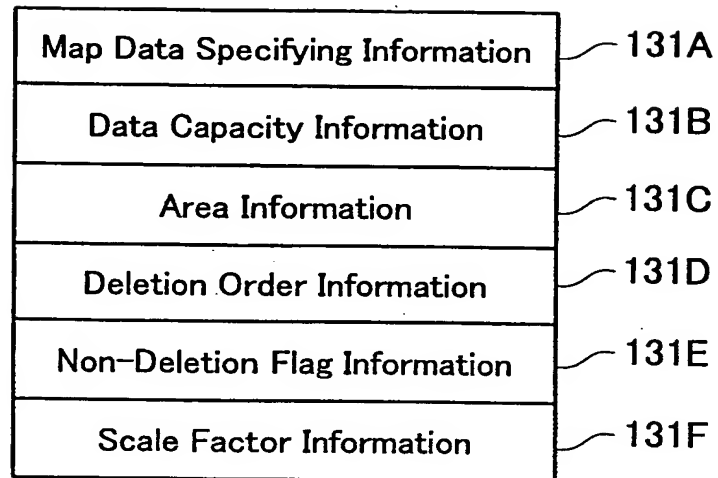 Map Data Specifying Information 131A
Data Capacity Information 131B
Area Information 131C
Deletion Order Information 131D
Non-Deletion Flag Information 131E
Scale Factor Information 131F